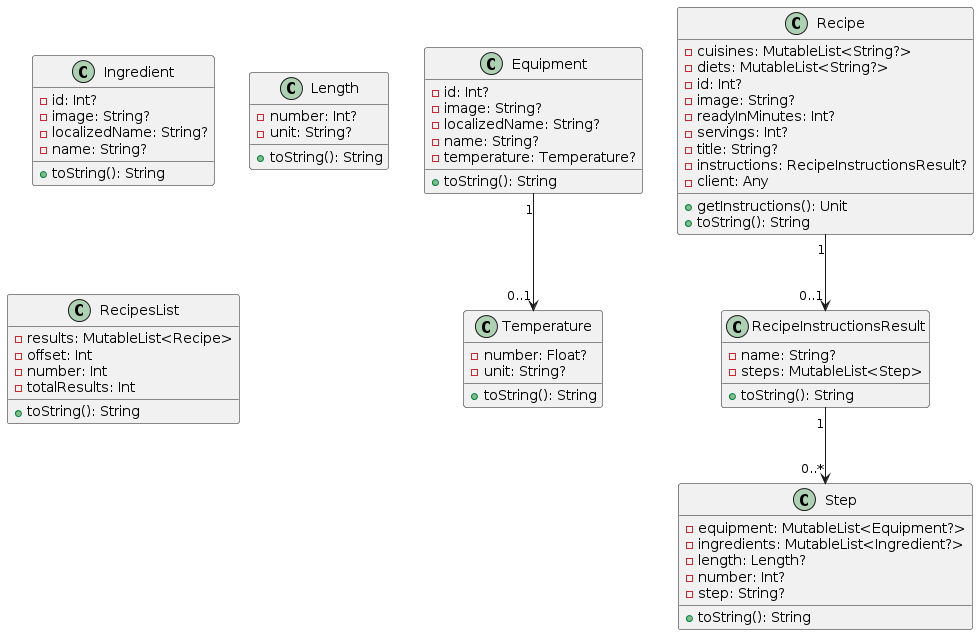 C Ingredient
id: Int?
image: String?
localizedName: String?
name: String?
toString(): String
C Length
number: Int?
unit: String?
toString(): String
C Equipment
id: Int?
image: String?
localizedName: String?
name: String?
temperature: Temperature?
toString(): String
C Recipe
cuisines: MutableList<String?>
diets: MutableList<String?>
id: Int?
image: String?
readyInMinutes: Int?
servings: Int?
title: String?
instructions: RecipeInstructionsResult?
client: Any
getInstructions(): Unit
toString(): String
1
0..1
1
0..1
C RecipesList
results: MutableList<Recipe>
offset: Int
number: Int
totalResults: Int
toString(): String
C Temperature
number: Float?
unit: String?
toString(): String
C RecipeInstructionsResult
name: String?
steps: MutableList<Step>
toString(): String
1
0..*
C Step
equipment: MutableList<Equipment?>
ingredients: MutableList<Ingredient?>
length: Length?
number: Int?
step: String?
toString(): String